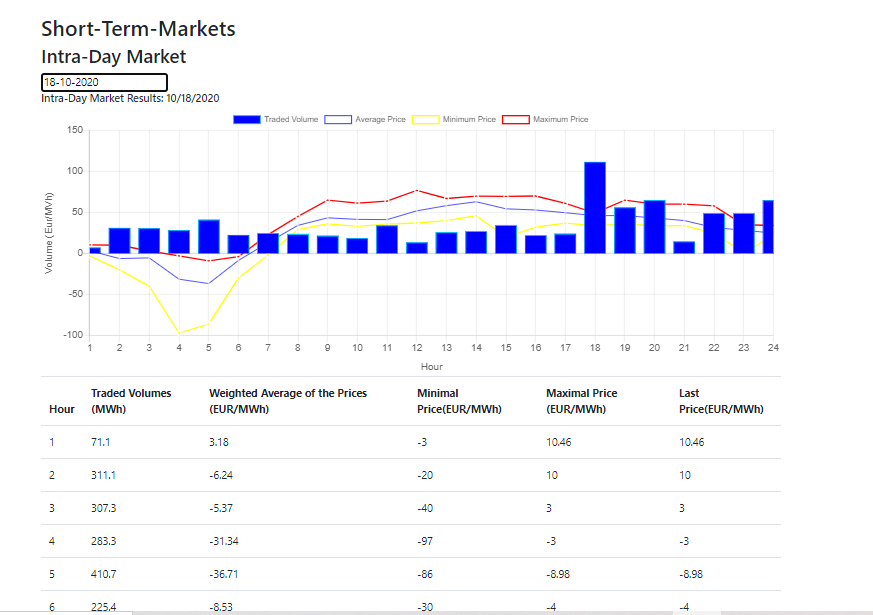 Short-Term-Markets
Intra-Day Market
18-10-2020
Intra-Day Market Results: 10/18/2020
Traded Volume Average Price Minimum Price Maximum Price
150
100
50
0
-50
-100
Volume (Eur/MVh)
1 2 3 4 5 6 7 8 9 10 11 12 13 14 15 16 17 18 19 20 21 22 23 24
Hour
Traded Volumes Weighted Average of the Prices Minimal Maximal Price Last
Hour (MWh) (EUR/MWh) Price(EUR/MWh) (EUR/MWh) Price(EUR/MWh)
1 71.1 3.18 -3 10.46 10.46
2 311.1 -6.24 -20 10 10
3 307.3 -5.37 -40 3 3
4 283.3 -31.34 -97 -3 -3
5 410.7 -36.71 -86 -8.98 -8.98
6 225.4 -8.53 -30 -4 -4